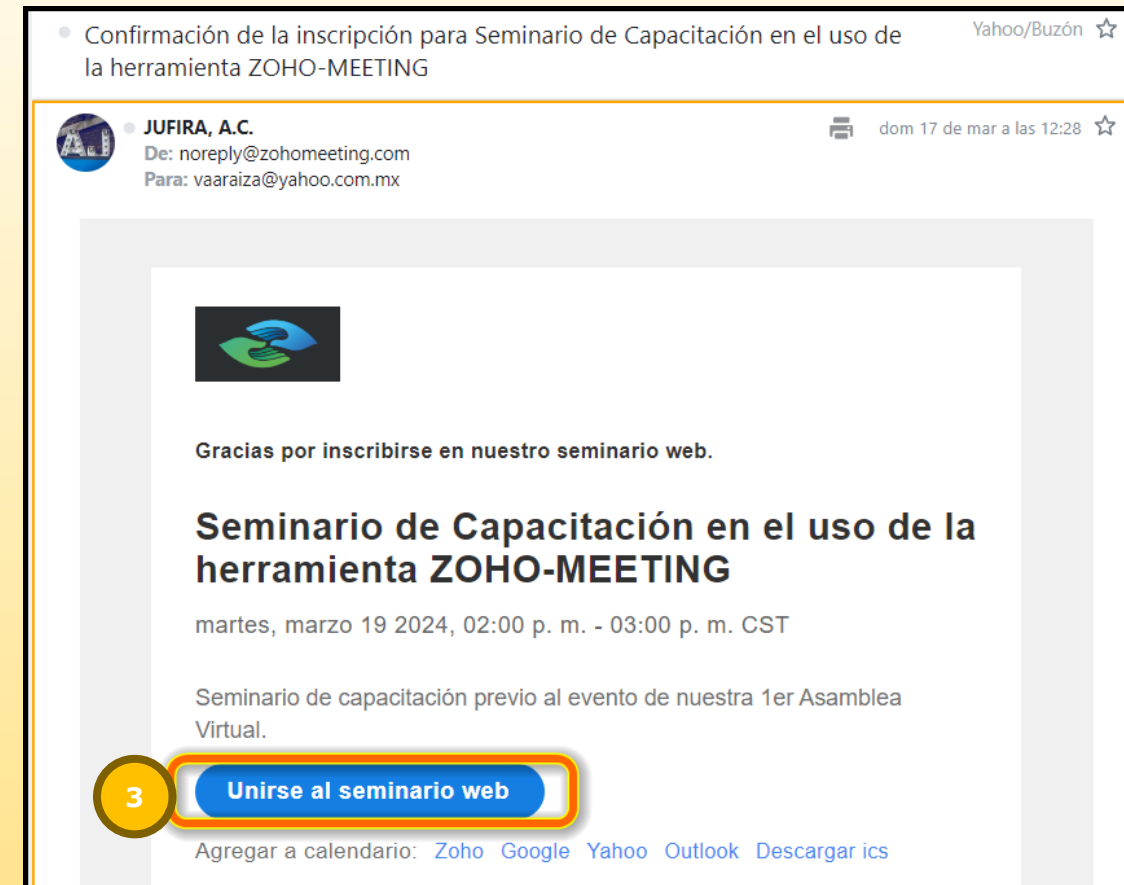 Confirmación de la inscripción para Seminario de Capacitación en el uso de
la herramienta ZOHO-MEETING
Yahoo/Buzón
A.J
JUFIRA, A.C.
dom 17 de mar a las 12:28
De: noreply@zohomeeting.com
Para: vaaraiza@yahoo.com.mx
Gracias por inscribirse en nuestro seminario web.
Seminario de Capacitación en el uso de la
herramienta ZOHO-MEETING
martes, marzo 19 2024, 02:00 p. m. - 03:00 p. m. CST
Seminario de capacitación previo al evento de nuestra 1er Asamblea
Virtual.
3
Unirse al seminario web
Agregar a calendario: Zoho Google Yahoo Outlook Descargar ics